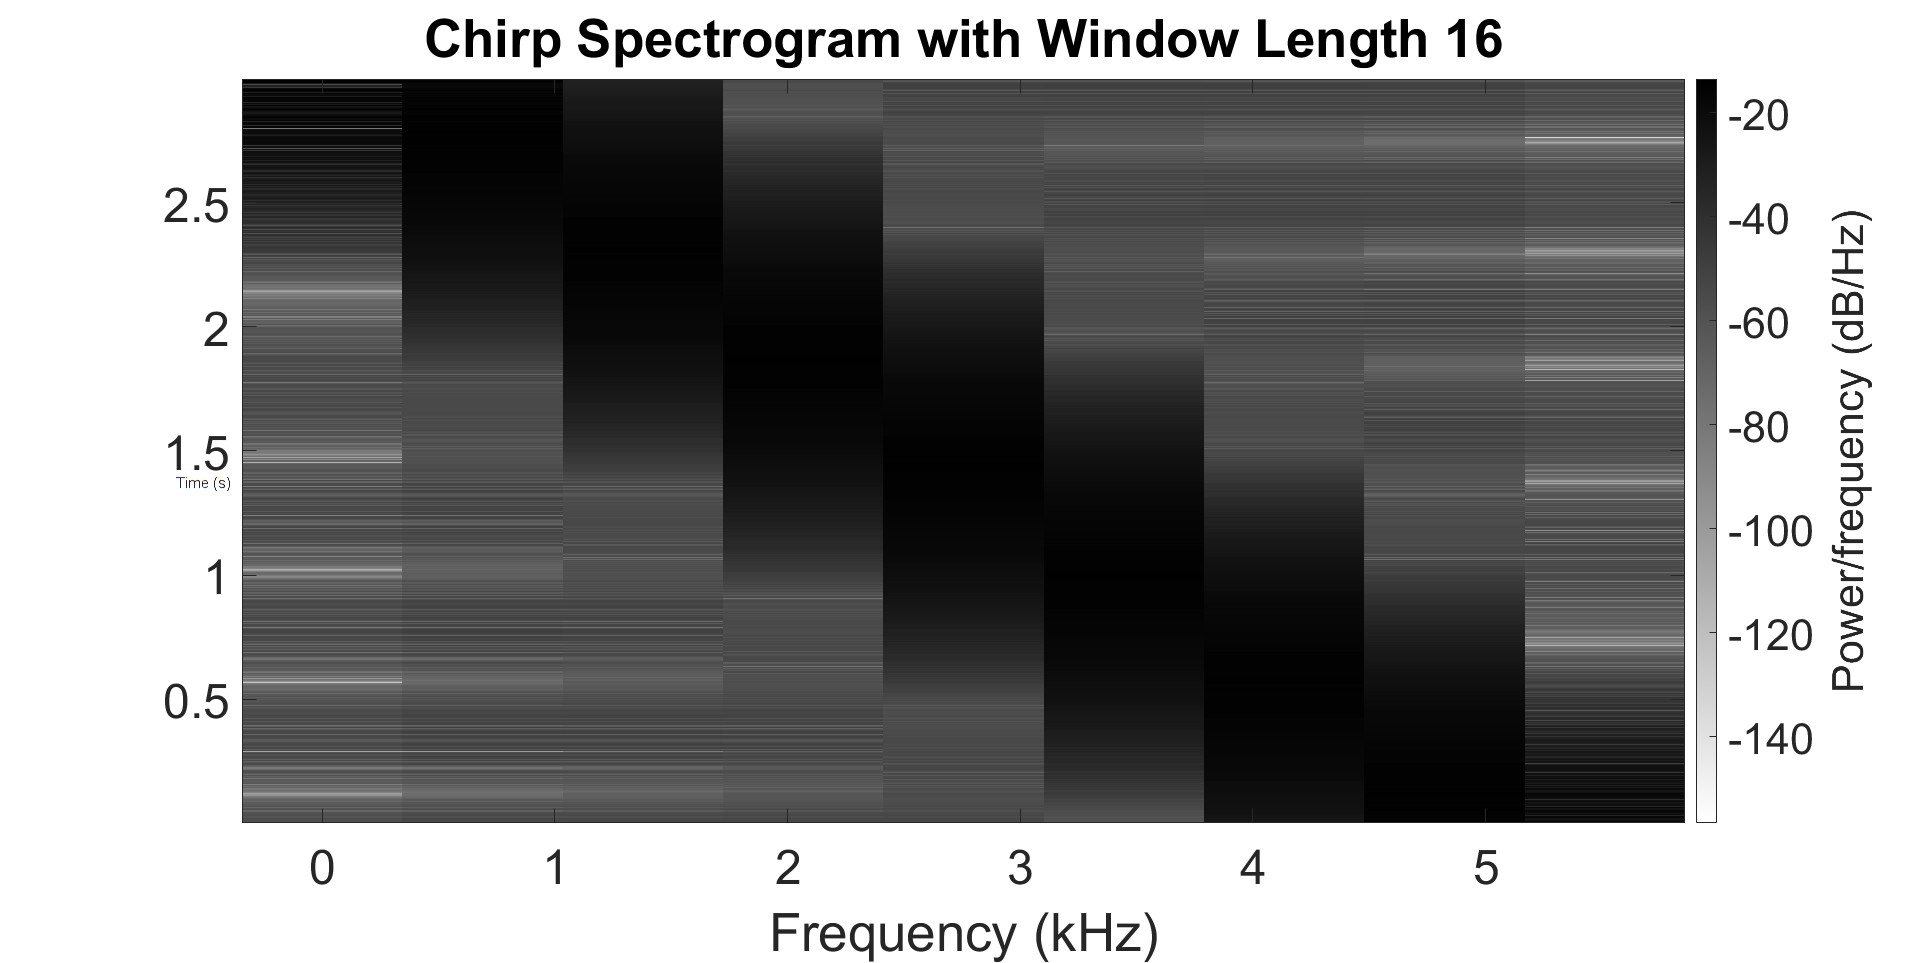 Chirp Spectrogram with Window Length 16
2.5
2
1.5
Time (s)
1
0.5
0 1 2 3 4 5
Frequency (kHz)
-20
-40
-60
-80
-100
-120
-140
Power/frequency (dB/Hz)